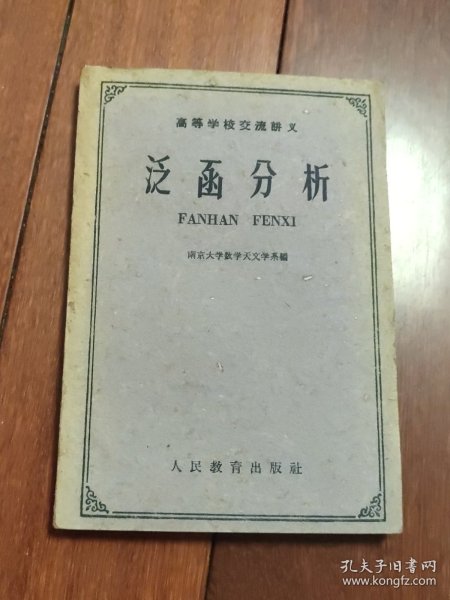 高等学校交流講义
泛函分析
FANHAN FENXI
南京大学数学天文学系編
人民教育出版社
孔夫子旧书网
www.kongfz.com